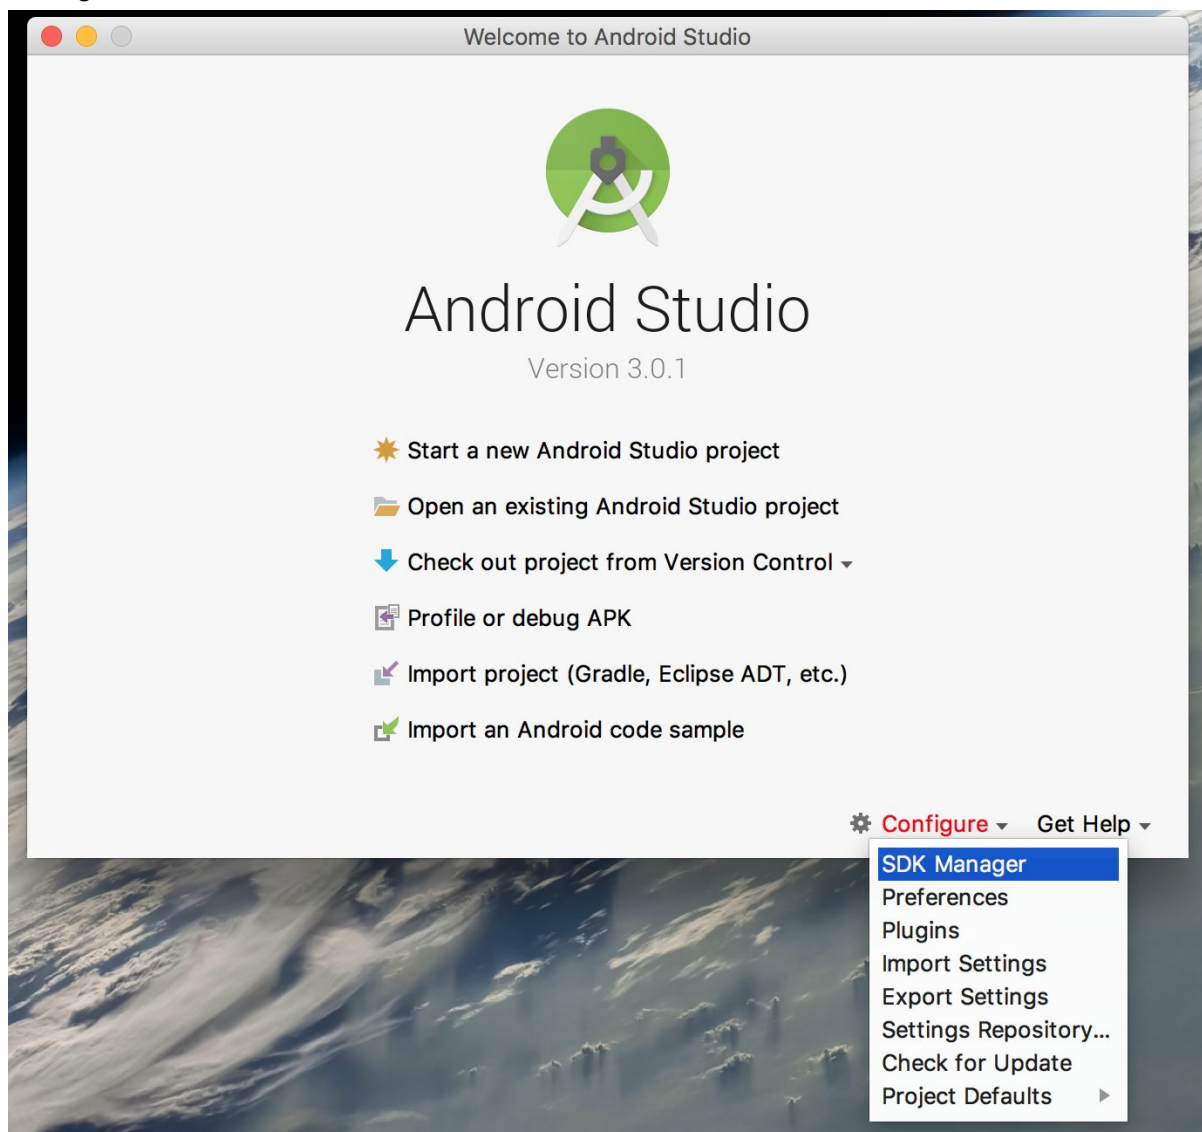 Welcome to Android Studio
Android Studio
Version 3.0.1
Start a new Android Studio project
Open an existing Android Studio project
Check out project from Version Control
Profile or debug APK
Import project (Gradle, Eclipse ADT, etc.)
Import an Android code sample
Configure Get Help
SDK Manager
Preferences
Plugins
Import Settings
Export Settings
Settings Repository...
Check for Update
Project Defaults